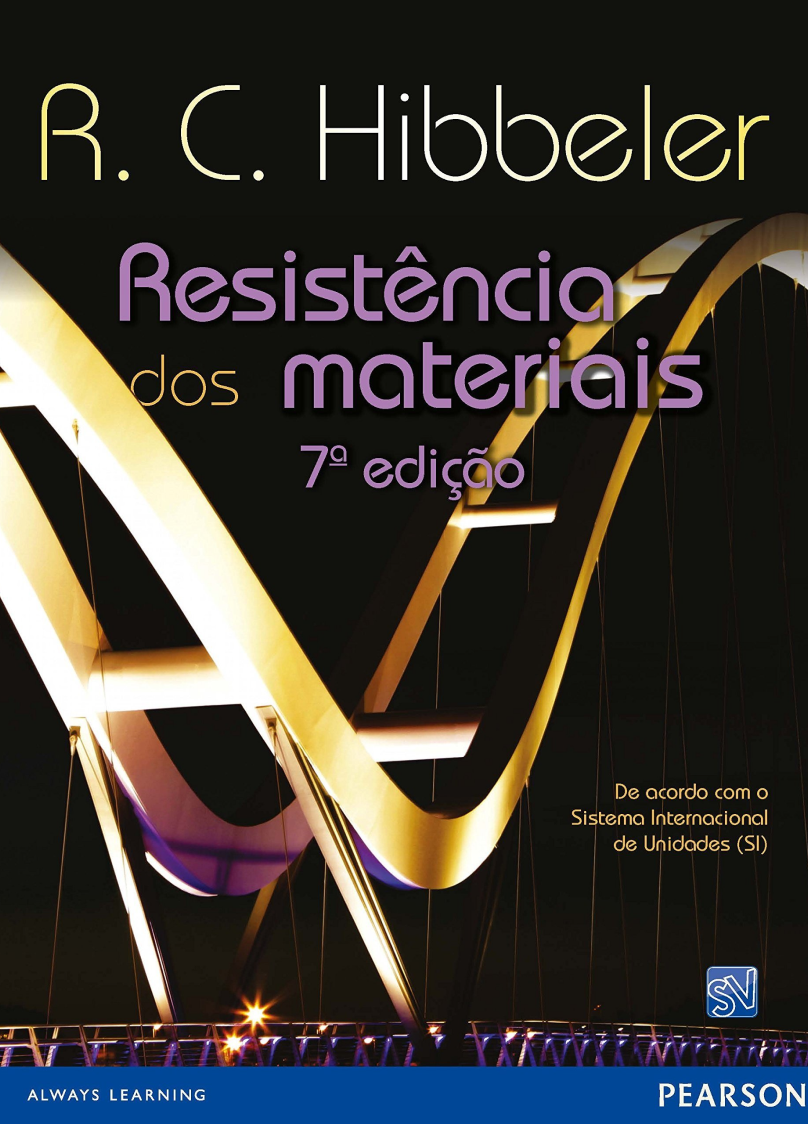 R. C. Hibbeler
Resistência
dos materiais
7ª edição
De acordo com o
Sistema Internacional
de Unidades (SI)
SV
ALWAYS LEARNING
PEARSON